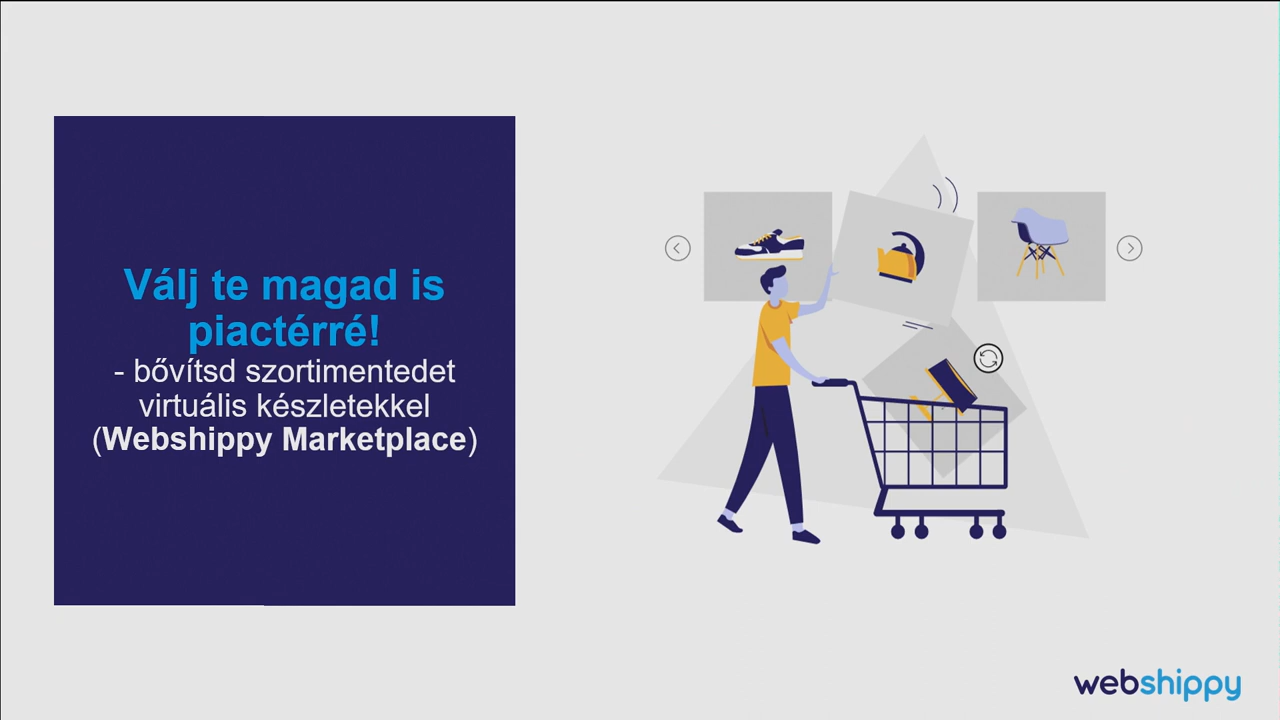 Válj te magad is
piactérré!
- bővítsd szortimentedet
virtuális készletekkel
(Webshippy Marketplace)
webshippy